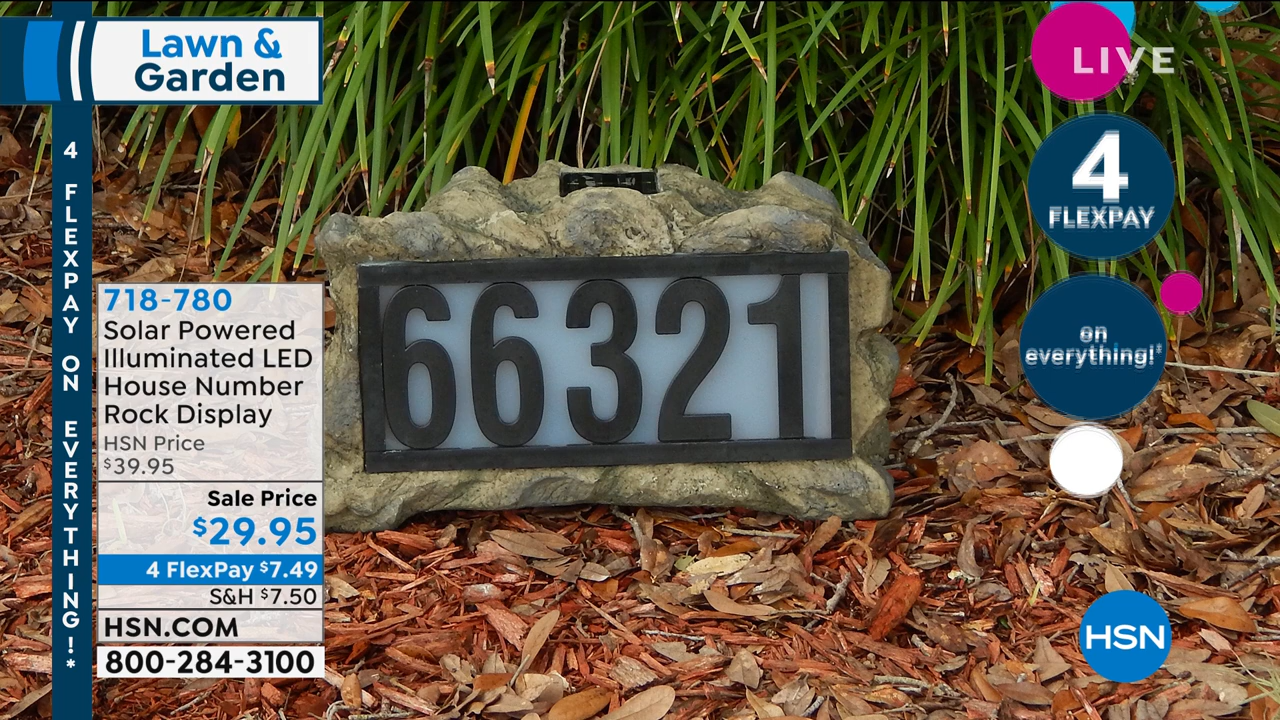 Lawn &
Garden
4 FLEXPAY ON EVERYTHING!*
718-780
Solar Powered
Illuminated LED
House Number
Rock Display
HSN Price
$39.95
Sale Price
$29.95
4 FlexPay $7.49
S&H $7.50
HSN.COM
800-284-3100
66321
LIVE
4
FLEXPAY
on
everything!‡
HSN